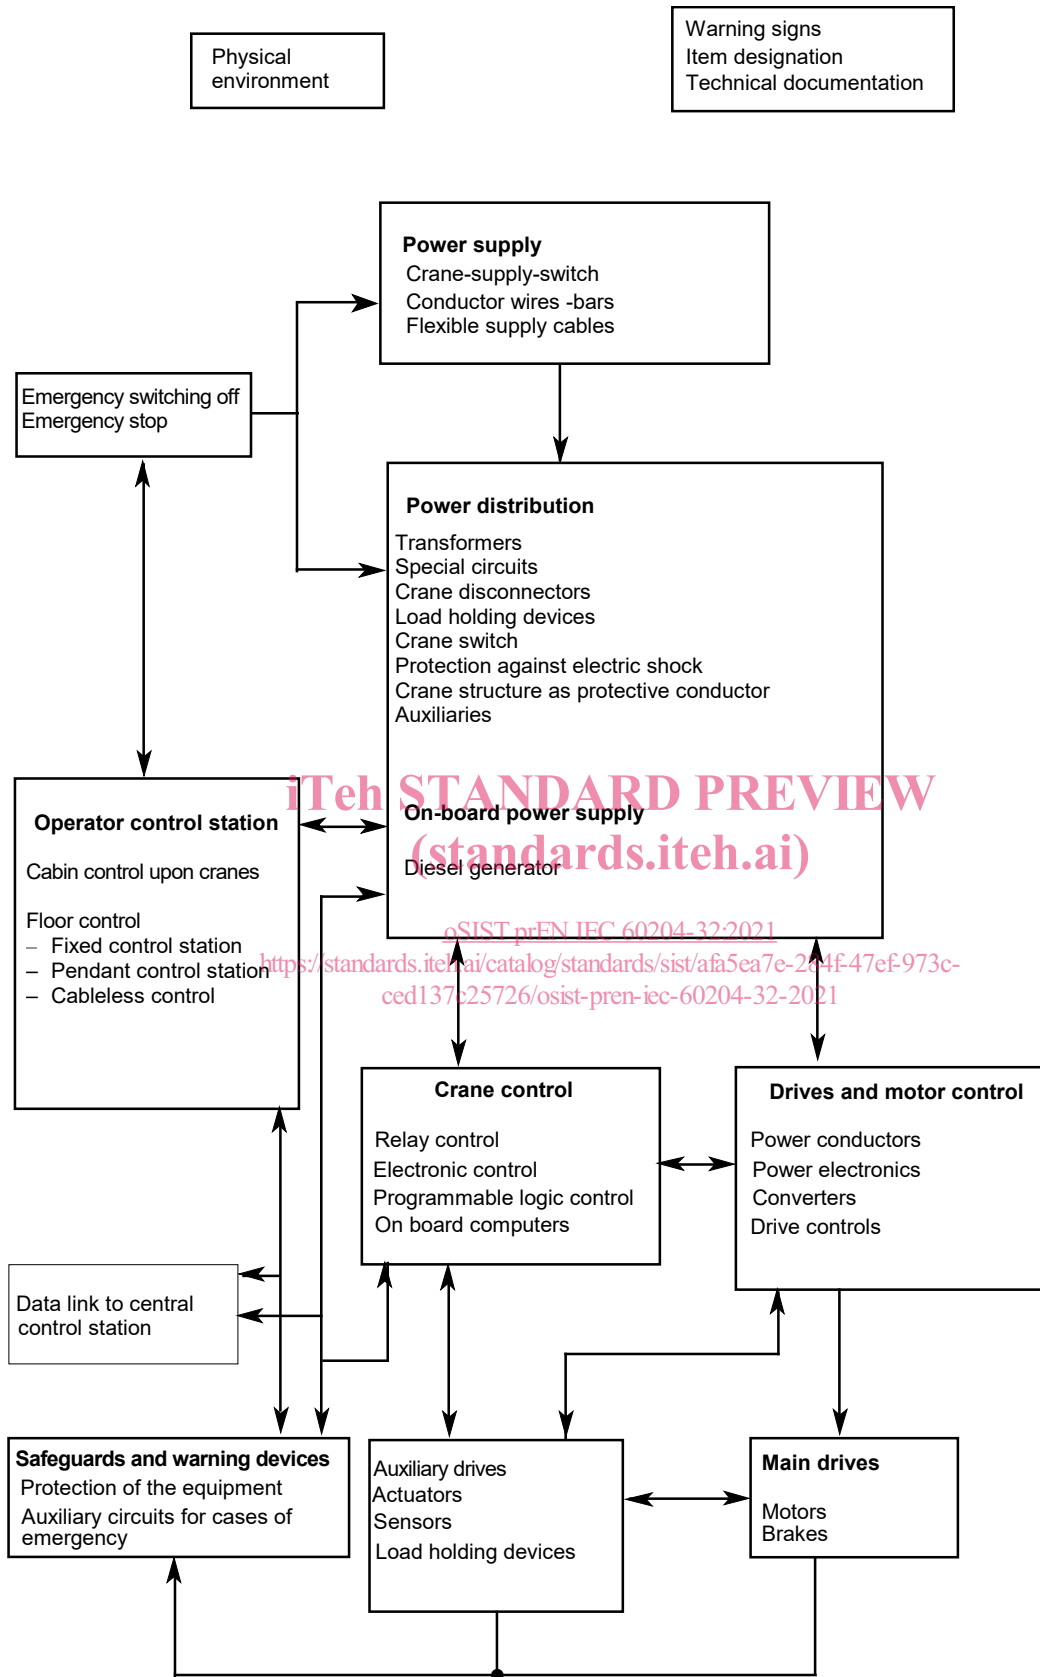 Physical
environment
Warning signs
Item designation
Technical documentation
Power supply
Crane-supply-switch
Conductor wires -bars
Flexible supply cables
Emergency switching off
Emergency stop
Power distribution
Transformers
Special circuits
Crane disconnectors
Load holding devices
Crane switch
Protection against electric shock
Crane structure as protective conductor
Auxiliaries
iTeh STANDARD PREVIEW
(standards.iteh.ai)
On-board power supply
Diesel generator
oSIST prEN IEC 60204-32:2021
https://standards.iteh.ai/catalog/standards/sist/afa5ea7e-264f-47ef-973c-
ced137c25726/osist-pren-iec-60204-32-2021
Operator control station
Cabin control upon cranes
Floor control
– Fixed control station
– Pendant control station
– Cableless control
Crane control
Relay control
Electronic control
Programmable logic control
On board computers
Drives and motor control
Power conductors
Power electronics
Converters
Drive controls
Data link to central
control station
Safeguards and warning devices
Protection of the equipment
Auxiliary circuits for cases of
emergency
Auxiliary drives
Actuators
Sensors
Load holding devices
Main drives
Motors
Brakes